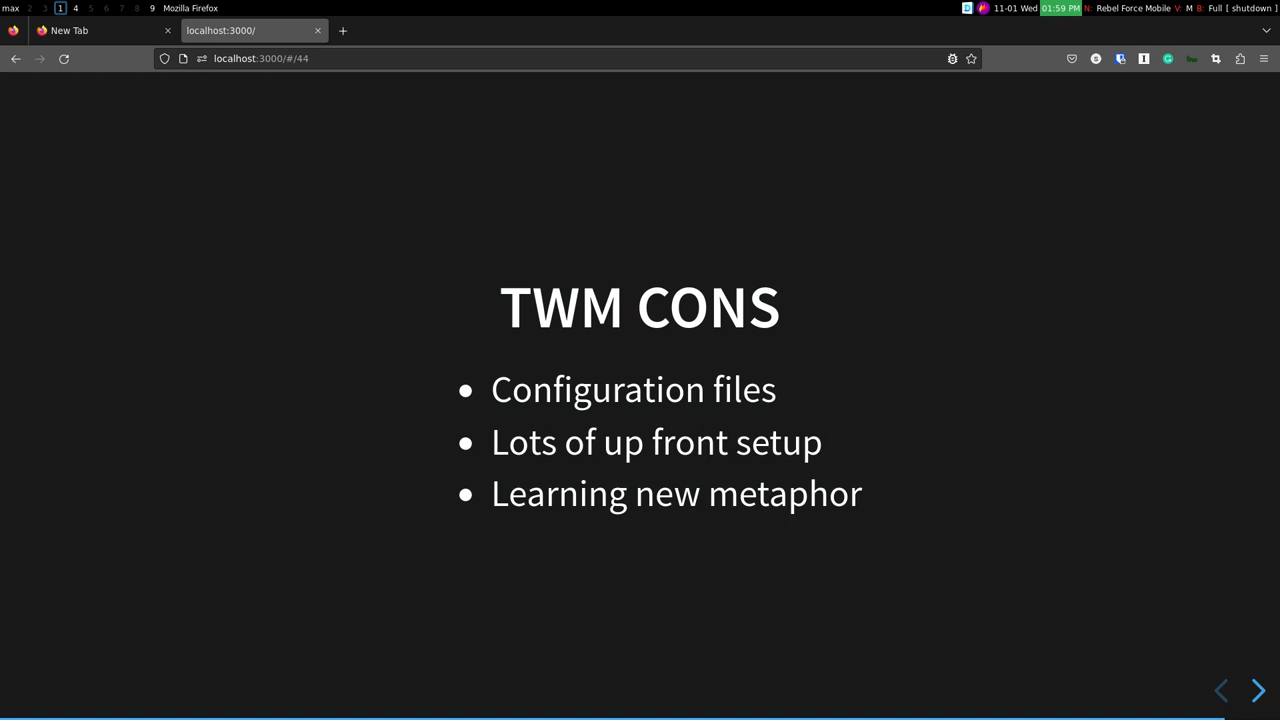 max 2 3 1 4 5 6 7 8 9 Mozilla Firefox 11-01 Wed 01:59 PM N: Rebel Force Mobile V: M B: Full [ shutdown ]
New Tab
localhost:3000/
localhost:3000/#/44
TWM CONS
Configuration files
Lots of up front setup
Learning new metaphor